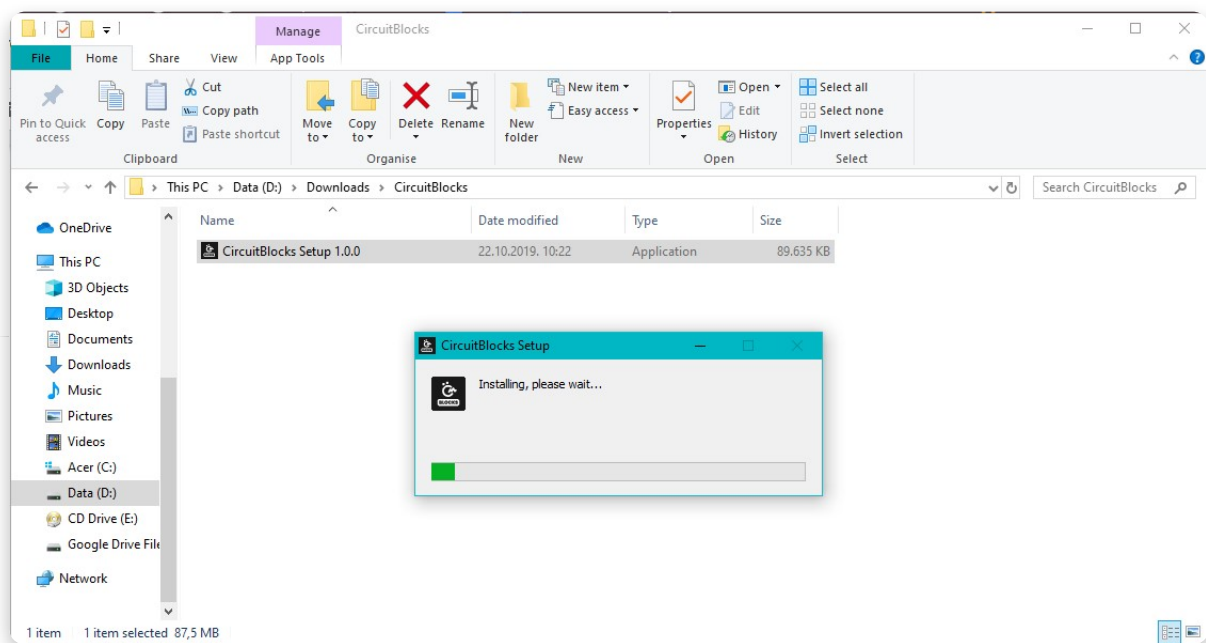 Manage CircuitBlocks
File Home Share View App Tools
Pin to Quick access
Copy
Paste
Cut
Copy path
Paste shortcut
Clipboard
Move to
Copy to
Delete
Rename
Organise
New folder
New item
Easy access
New
Properties
Open
Edit
History
Open
Select all
Select none
Invert selection
Select
This PC > Data (D:) > Downloads > CircuitBlocks
Search CircuitBlocks
OneDrive
This PC
3D Objects
Desktop
Documents
Downloads
Music
Pictures
Videos
Acer (C:)
Data (D:)
CD Drive (E:)
Google Drive File
Network
Name Date modified Type Size
CircuitBlocks Setup 1.0.0 22.10.2019. 10:22 Application 89.635 KB
CircuitBlocks Setup
BLOCKS
Installing, please wait...
1 item 1 item selected 87,5 MB